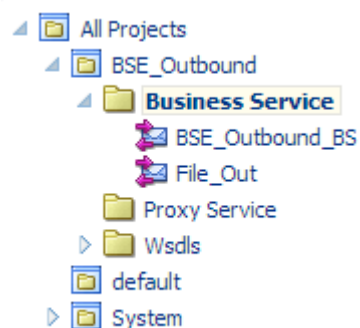 All Projects
BSE_Outbound
Business Service
BSE_Outbound_BS
File_Out
Proxy Service
Wsdls
default
System